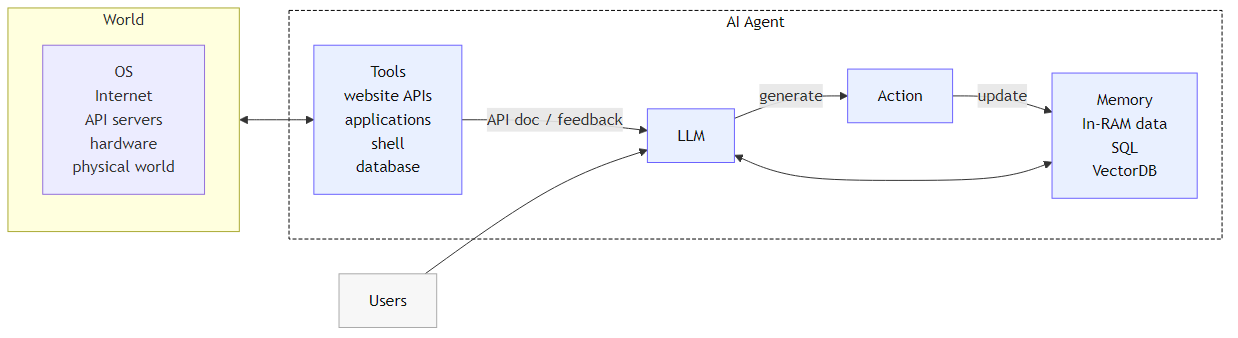 World
OS
Internet
API servers
hardware
physical world
AI Agent
Tools
website APIs
applications
shell
database
API doc / feedback
LLM
generate
Action
update
Memory
In-RAM data
SQL
VectorDB
Users